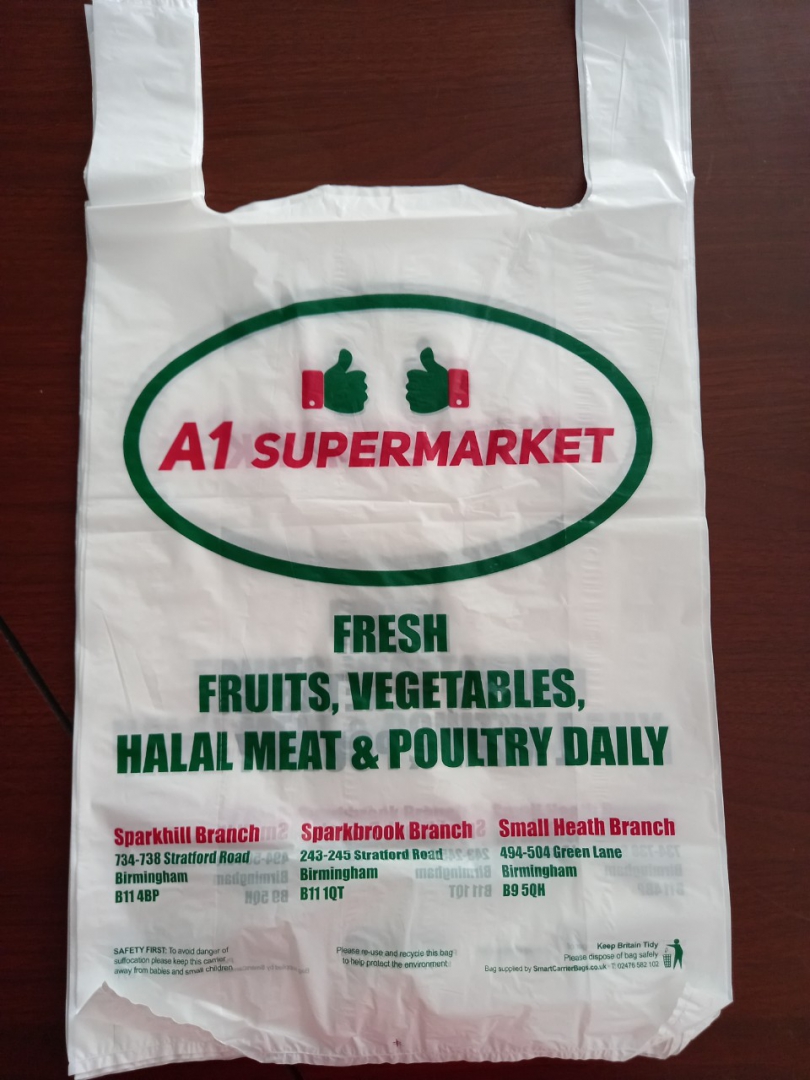 A1 SUPERMARKET
FRESH
FRUITS, VEGETABLES,
HALAL MEAT & POULTRY DAILY
Sparkhill Branch
734-738 Stratford Road
Birmingham
B11 4BP
Sparkbrook Branch
243-245 Stratford Road
Birmingham
B11 1QT
Small Heath Branch
494-504 Green Lane
Birmingham
B9 5QH
SAFETY FIRST: To avoid danger of
suffocation please keep this carrier
away from babies and small children
Please re-use and recycle this bag
to help protect the environment
Keep Britain Tidy
Please dispose of bag safely
Bag supplied by SmartCarrierBags.co.uk T: 02476 582 102